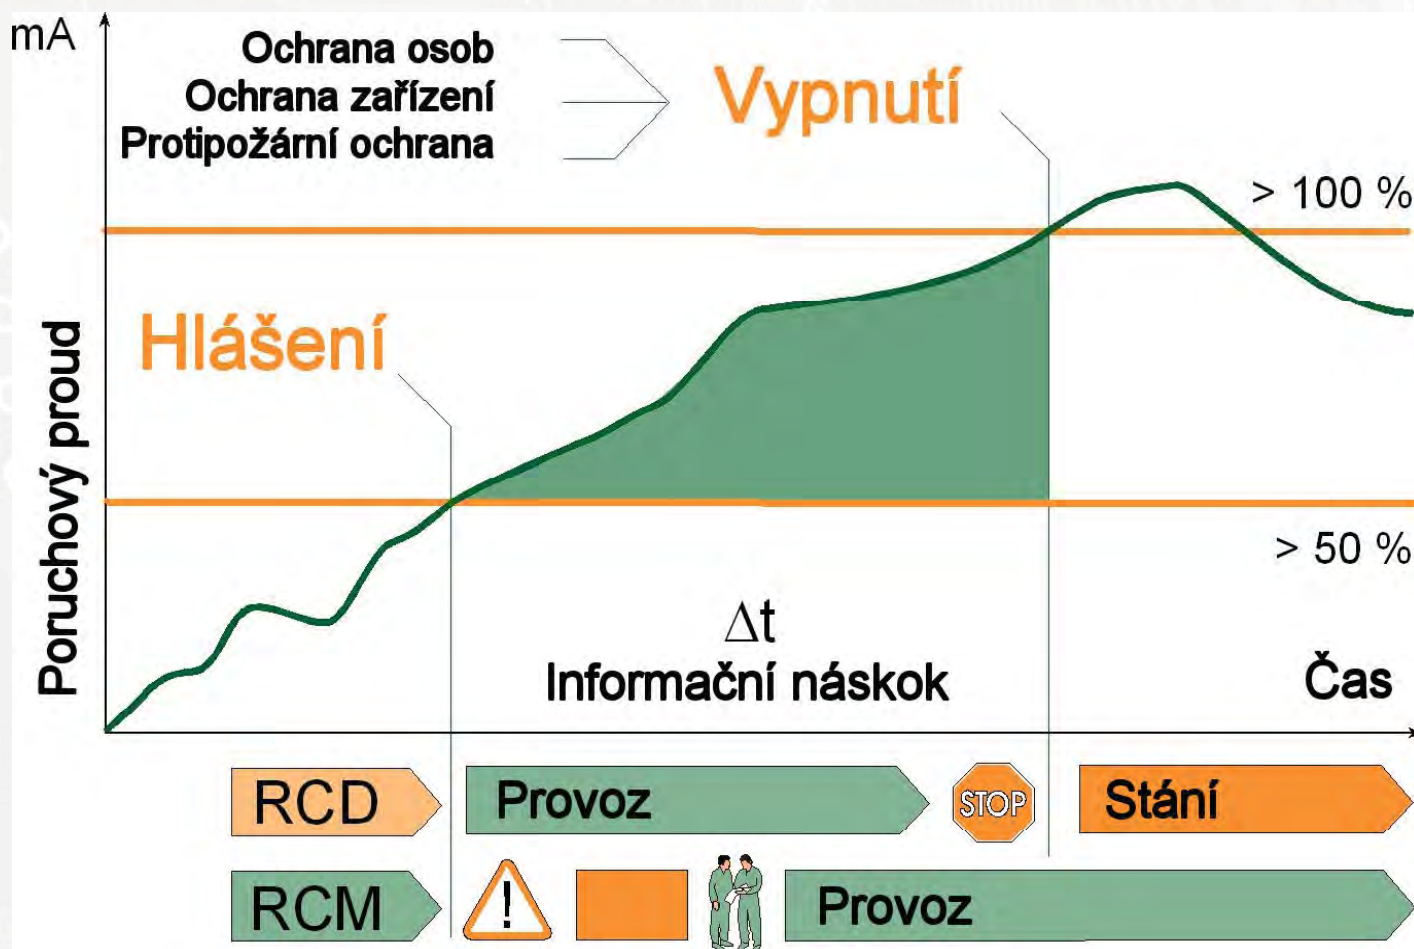 mA
Ochrana osob
Ochrana zařízení
Protipožární ochrana
Vypnutí
> 100 %
Hlášení
Poruchový proud
> 50 %
Δt
Informační náskok
Čas
RCD
Provoz
STOP
Stání
RCM
!
Provoz